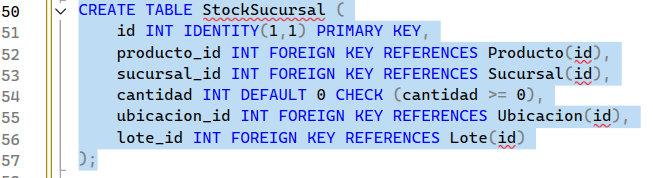 50 CREATE TABLE StockSucursal (
51 id INT IDENTITY(1,1) PRIMARY KEY,
52 producto_id INT FOREIGN KEY REFERENCES Producto(id),
53 sucursal_id INT FOREIGN KEY REFERENCES Sucursal(id),
54 cantidad INT DEFAULT 0 CHECK (cantidad >= 0),
55 ubicacion_id INT FOREIGN KEY REFERENCES Ubicacion(id),
56 lote_id INT FOREIGN KEY REFERENCES Lote(id)
57 );